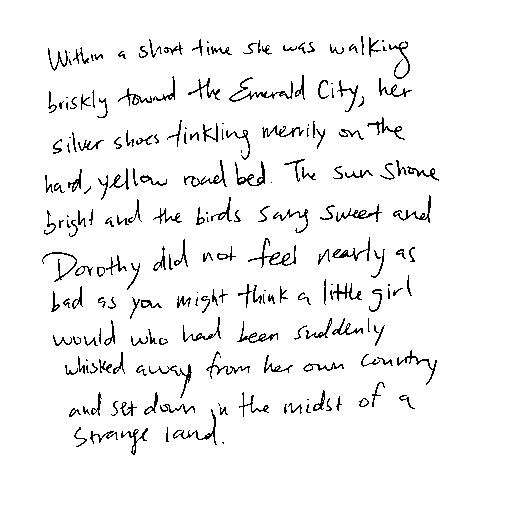 Within a short time she was walking
briskly toward the Emerald City, her
silver shoes tinkling merrily on the
hard, yellow road bed. The sun shone
bright and the birds sang sweet and
Dorothy did not feel nearly as
bad as you might think a little girl
would who had been suddenly
whisked away from her own country
and set down in the midst of a
strange land.